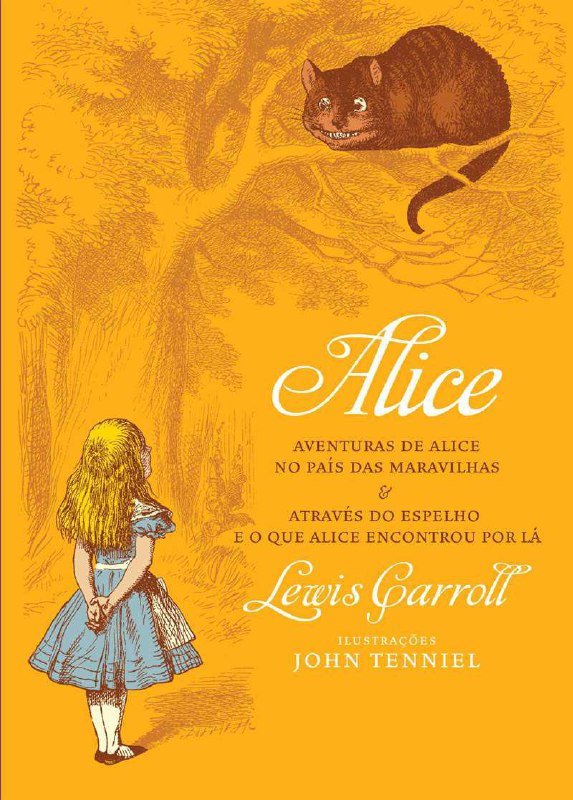 Alice
AVENTURAS DE ALICE
NO PAÍS DAS MARAVILHAS
&
ATRAVÉS DO ESPELHO
E O QUE ALICE ENCONTROU POR LÁ
Lewis Carroll
ILUSTRAÇÕES
JOHN TENNIEL